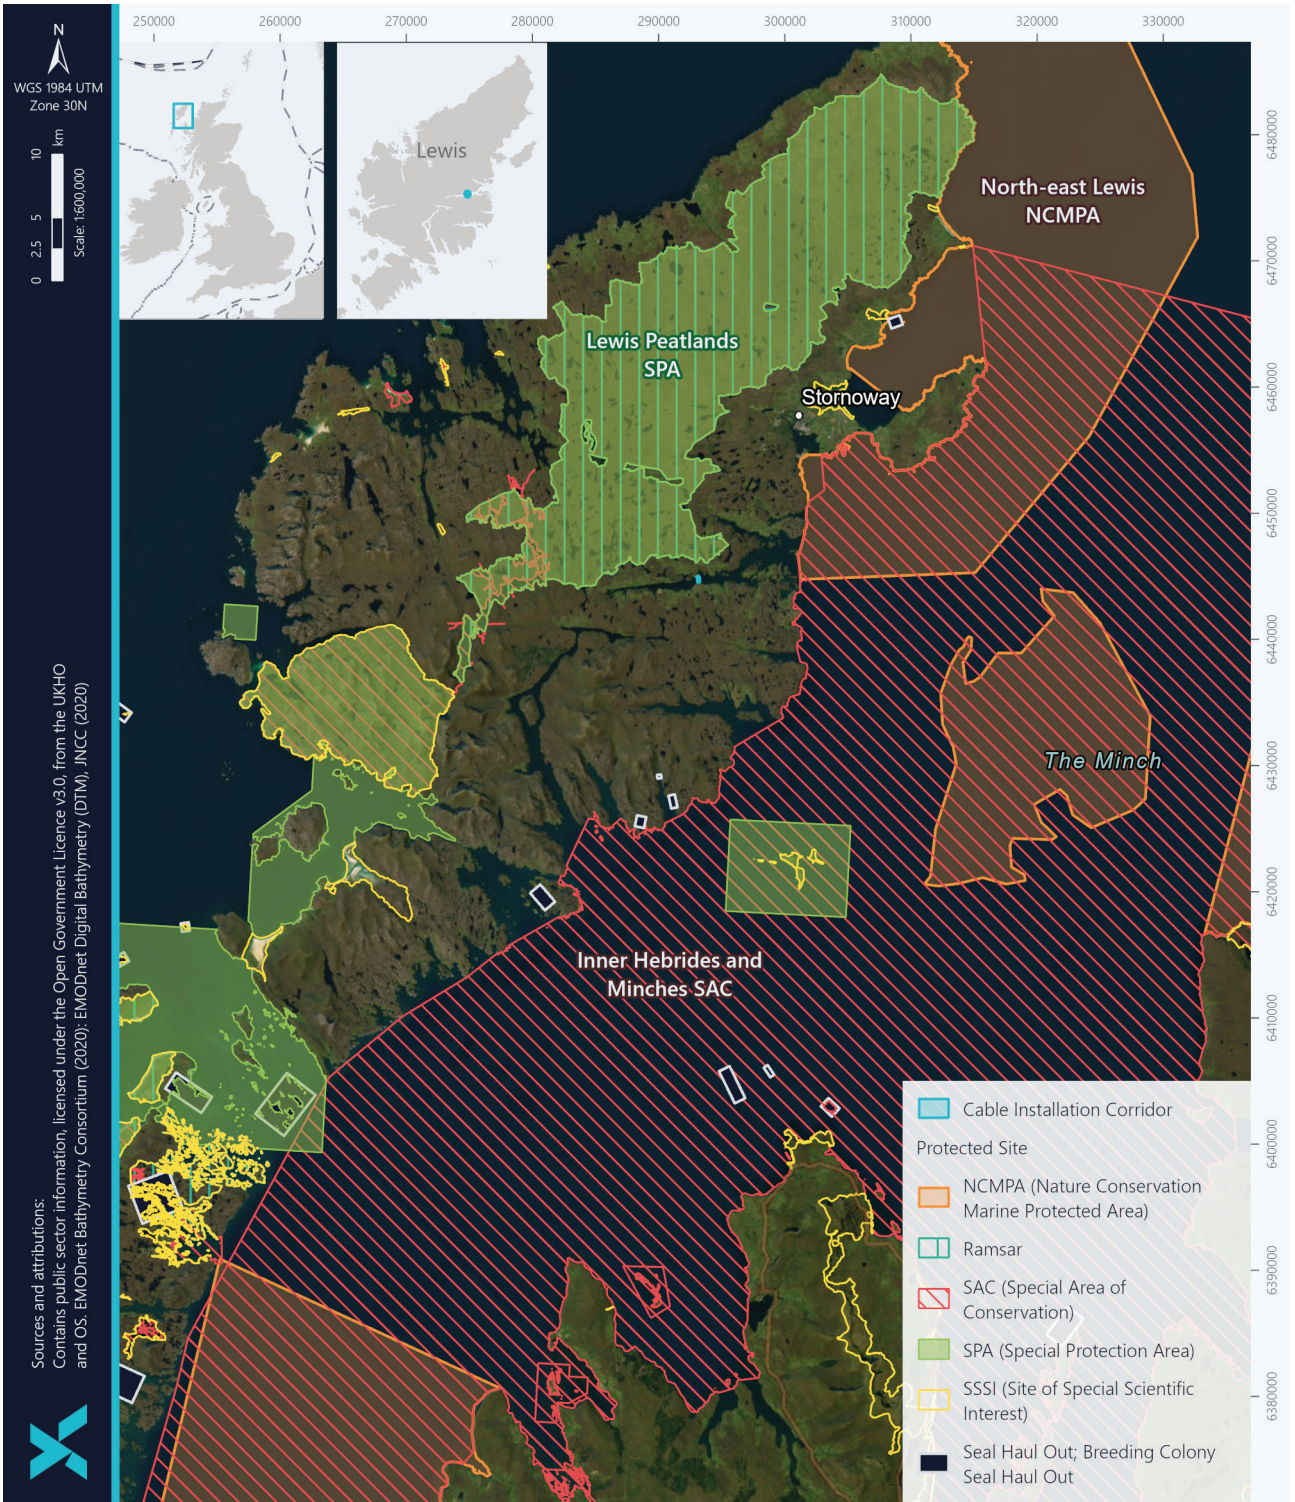 250000
260000
270000
280000
290000
300000
310000
320000
330000
N
WGS 1984 UTM
Zone 30N
0 2.5 5 10 km
Scale: 1:600,000
Sources and attributions:
Contains public sector information, licensed under the Open Government Licence v3.0, from the UKHO
and OS. EMODnet Bathymetry Consortium (2020): EMODnet Digital Bathymetry (DTM), JNCC (2020)
Lewis
North-east Lewis
NCMPA
Lewis Peatlands
SPA
Stornoway
The Minch
Inner Hebrides and
Minches SAC
6480000
6470000
6460000
6450000
6440000
6430000
6420000
6410000
6400000
6390000
6380000
Cable Installation Corridor
Protected Site
NCMPA (Nature Conservation
Marine Protected Area)
Ramsar
SAC (Special Area of
Conservation)
SPA (Special Protection Area)
SSSI (Site of Special Scientific
Interest)
Seal Haul Out; Breeding Colony
Seal Haul Out